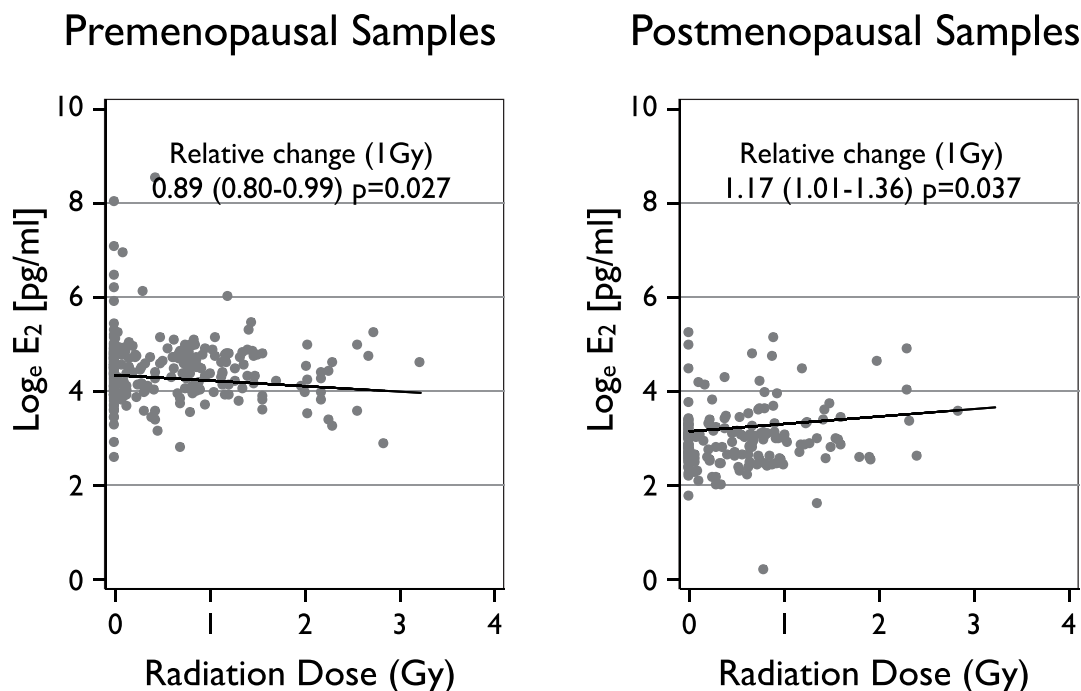 Premenopausal Samples
Relative change (1Gy)
0.89 (0.80-0.99) p=0.027
10
8
6
4
2
0
Logₑ E₂ [pg/ml]
0 1 2 3 4
Radiation Dose (Gy)
Postmenopausal Samples
Relative change (1Gy)
1.17 (1.01-1.36) p=0.037
10
8
6
4
2
0
Logₑ E₂ [pg/ml]
0 1 2 3 4
Radiation Dose (Gy)